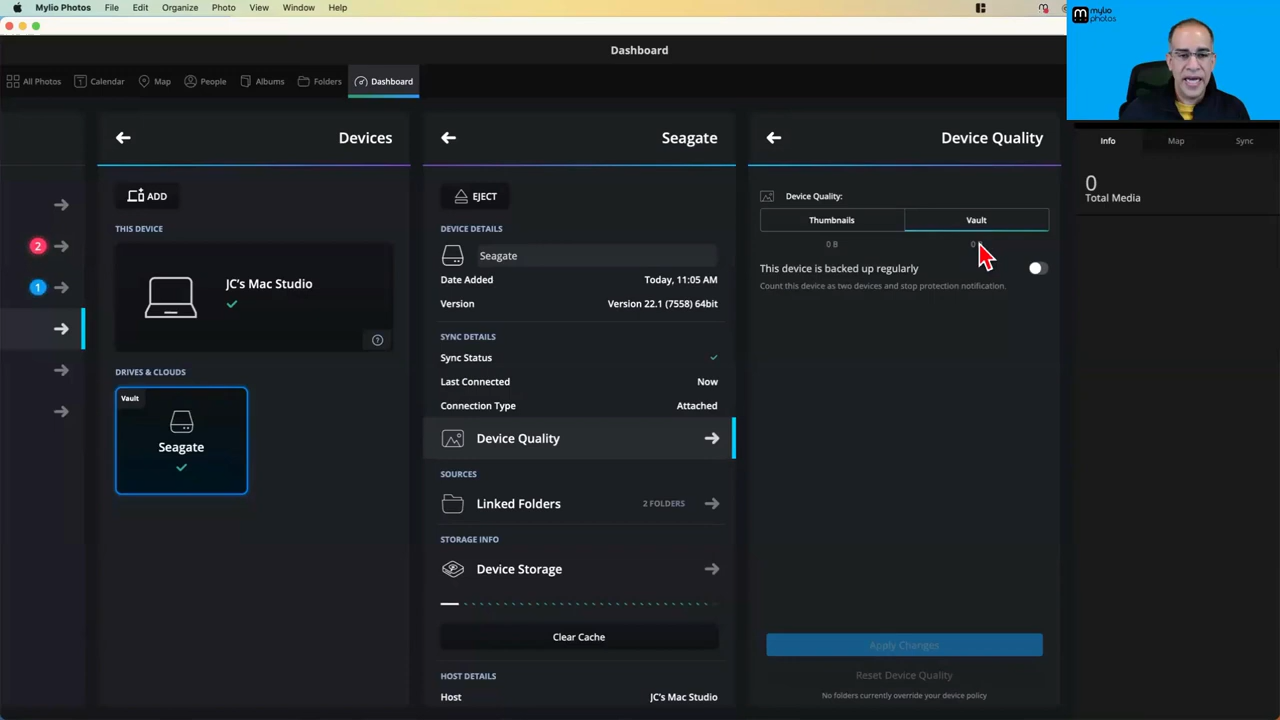 Mylio Photos File Edit Organize Photo View Window Help
mylio photos
Dashboard
All Photos Calendar Map People Albums Folders Dashboard
Devices
Seagate
Device Quality
Info Map Sync
ADD
EJECT
Device Quality:
0
Total Media
Thumbnails Vault
THIS DEVICE
DEVICE DETAILS
0 B
JC's Mac Studio
Seagate
This device is backed up regularly
Count this device as two devices and stop protection notification.
2
1
Date Added Today, 11:05 AM
Version Version 22.1 (7558) 64bit
SYNC DETAILS
Sync Status
DRIVES & CLOUDS
Last Connected Now
Vault
Connection Type Attached
Seagate
Device Quality
SOURCES
Linked Folders 2 FOLDERS
STORAGE INFO
Device Storage
Clear Cache
Apply Changes
HOST DETAILS
Reset Device Quality
Host JC's Mac Studio
No folders currently override your device policy